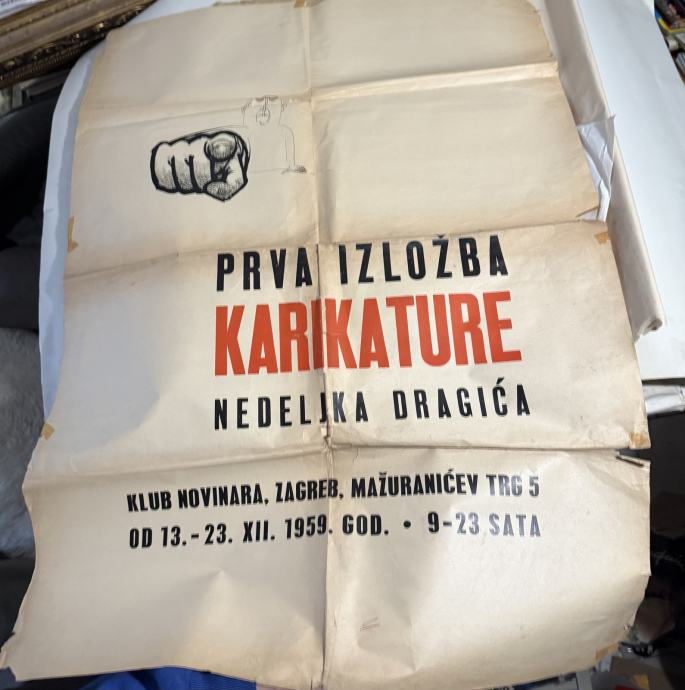 PRVA IZLOŽBA
KARIKATURE
NEDELJKA DRAGIĆA
KLUB NOVINARA, ZAGREB, MAŽURANIĆEV TRG 5
OD 13.-23. XII. 1959. GOD. • 9-23 SATA